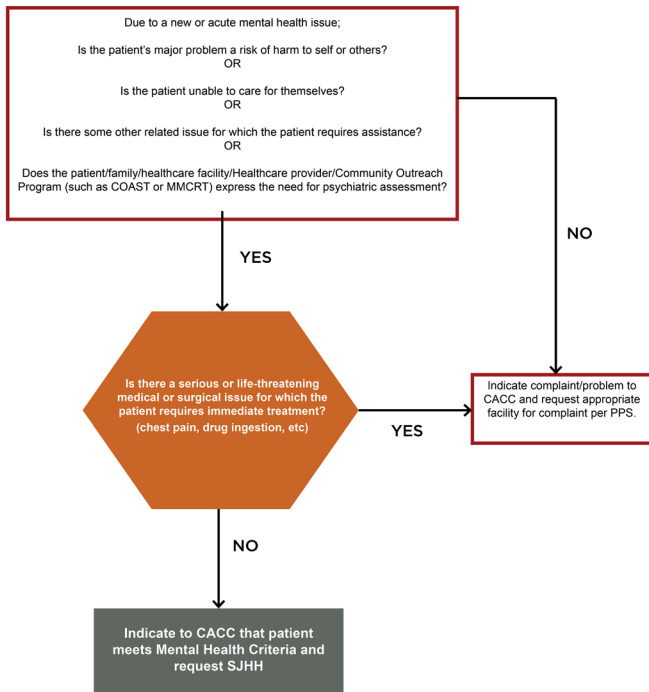 Due to a new or acute mental health issue;
Is the patient's major problem a risk of harm to self or others?
OR
Is the patient unable to care for themselves?
OR
Is there some other related issue for which the patient requires assistance?
OR
Does the patient/family/healthcare facility/Healthcare provider/Community Outreach
Program (such as COAST or MMCRT) express the need for psychiatric assessment?
NO
YES
Is there a serious or life-threatening
medical or surgical issue for which the
patient requires immediate treatment?
(chest pain, drug ingestion, etc)
Indicate complaint/problem to
CACC and request appropriate
facility for complaint per PPS.
YES
NO
Indicate to CACC that patient
meets Mental Health Criteria and
request SJHH